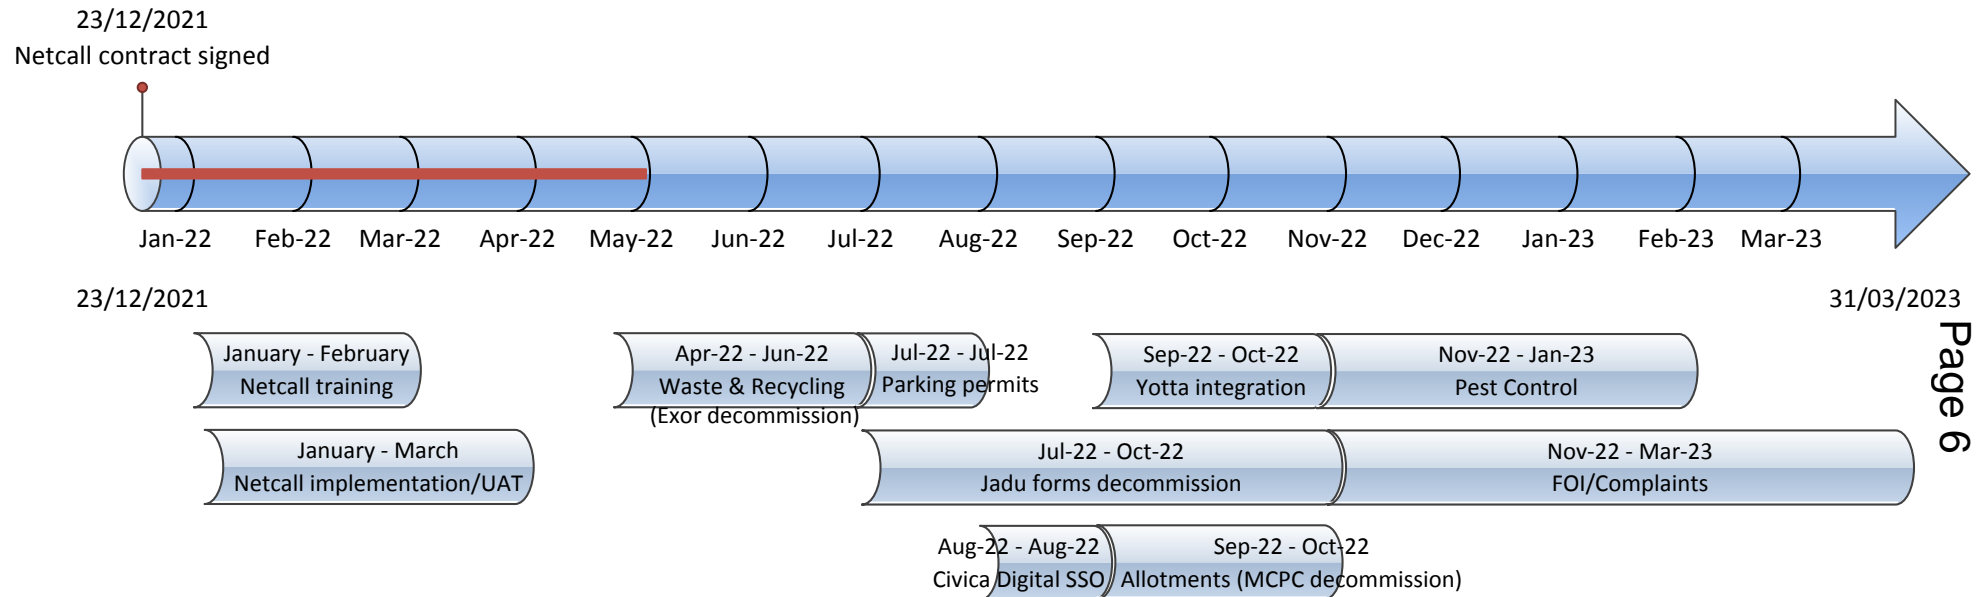 23/12/2021
Netcall contract signed
Jan-22 Feb-22 Mar-22 Apr-22 May-22 Jun-22 Jul-22 Aug-22 Sep-22 Oct-22 Nov-22 Dec-22 Jan-23 Feb-23 Mar-23
23/12/2021
31/03/2023
January - February
Netcall training
Apr-22 - Jun-22
Waste & Recycling
(Exor decommission)
Jul-22 - Jul-22
Parking permits
Sep-22 - Oct-22
Yotta integration
Nov-22 - Jan-23
Pest Control
January - March
Netcall implementation/UAT
Jul-22 - Oct-22
Jadu forms decommission
Nov-22 - Mar-23
FOI/Complaints
Aug-22 - Aug-22
Civica Digital SSO
Sep-22 - Oct-22
Allotments (MCPC decommission)
Page 6